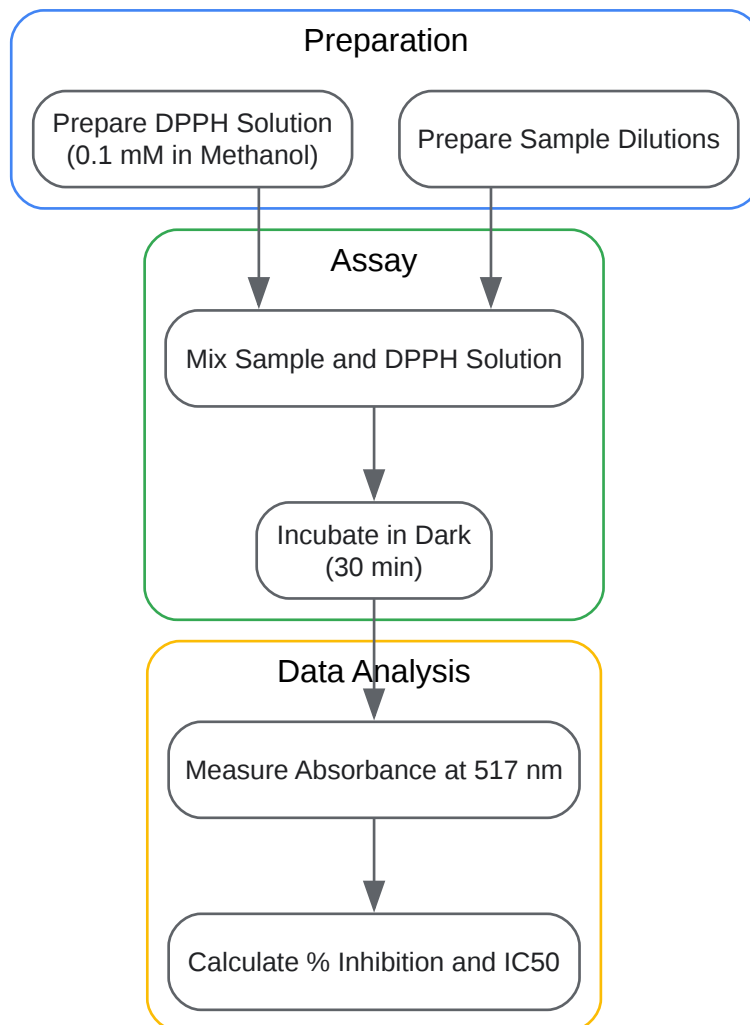 Preparation
Prepare DPPH Solution
(0.1 mM in Methanol)
Prepare Sample Dilutions
Assay
Mix Sample and DPPH Solution
Incubate in Dark
(30 min)
Data Analysis
Measure Absorbance at 517 nm
Calculate % Inhibition and IC50